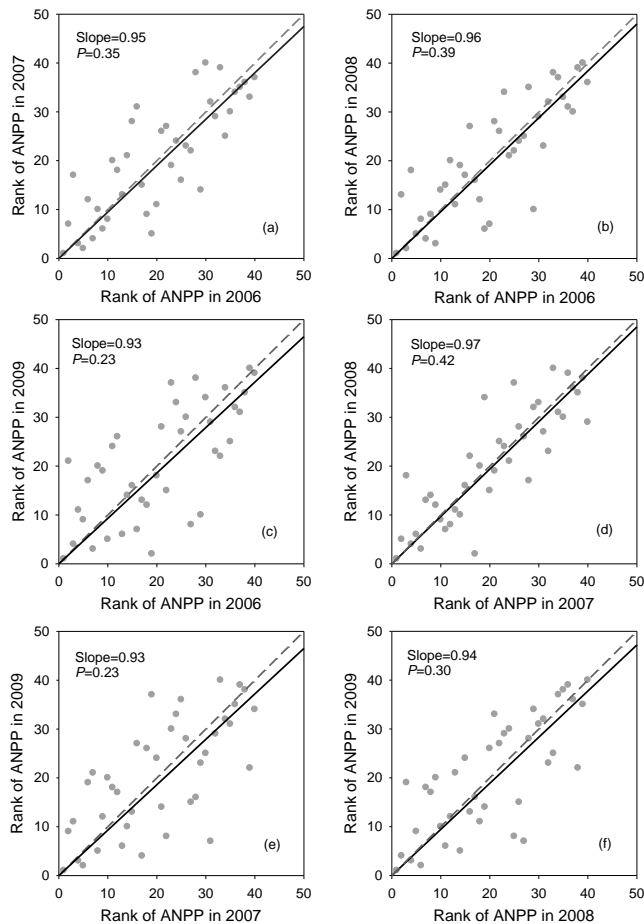 50
40
30
20
10
0
Rank of ANPP in 2007
Slope=0.95
P=0.35
(a)
0 10 20 30 40 50
Rank of ANPP in 2006
50
40
30
20
10
0
Rank of ANPP in 2008
Slope=0.96
P=0.39
(b)
0 10 20 30 40 50
Rank of ANPP in 2006
50
40
30
20
10
0
Rank of ANPP in 2009
Slope=0.93
P=0.23
(c)
0 10 20 30 40 50
Rank of ANPP in 2006
50
40
30
20
10
0
Rank of ANPP in 2008
Slope=0.97
P=0.42
(d)
0 10 20 30 40 50
Rank of ANPP in 2007
50
40
30
20
10
0
Rank of ANPP in 2009
Slope=0.93
P=0.23
(e)
0 10 20 30 40 50
Rank of ANPP in 2007
50
40
30
20
10
0
Rank of ANPP in 2009
Slope=0.94
P=0.30
(f)
0 10 20 30 40 50
Rank of ANPP in 2008